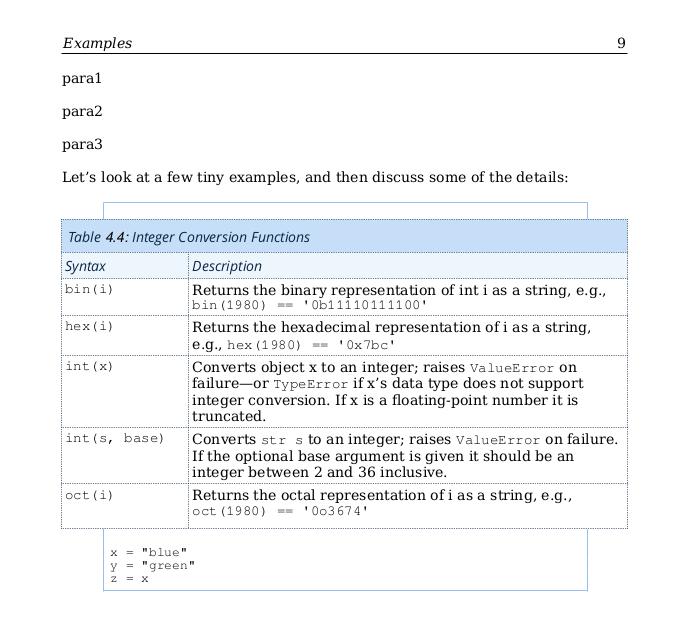 Examples 9
para1
para2
para3
Let’s look at a few tiny examples, and then discuss some of the details:
Table 4.4: Integer Conversion Functions
Syntax Description
bin(i) Returns the binary representation of int i as a string, e.g.,
bin(1980) == '0b11110111100'
hex(i) Returns the hexadecimal representation of i as a string,
e.g., hex(1980) == '0x7bc'
int(x) Converts object x to an integer; raises ValueError on
failure—or TypeError if x’s data type does not support
integer conversion. If x is a floating-point number it is
truncated.
int(s, base) Converts str s to an integer; raises ValueError on failure.
If the optional base argument is given it should be an
integer between 2 and 36 inclusive.
oct(i) Returns the octal representation of i as a string, e.g.,
oct(1980) == '0o3674'
x = "blue"
y = "green"
z = x